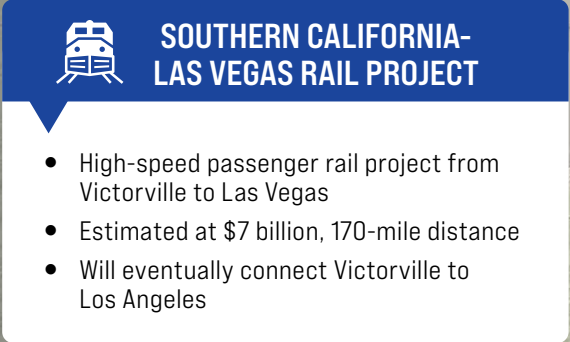 SOUTHERN CALIFORNIA-
LAS VEGAS RAIL PROJECT
• High-speed passenger rail project from
Victorville to Las Vegas
• Estimated at $7 billion, 170-mile distance
• Will eventually connect Victorville to
Los Angeles